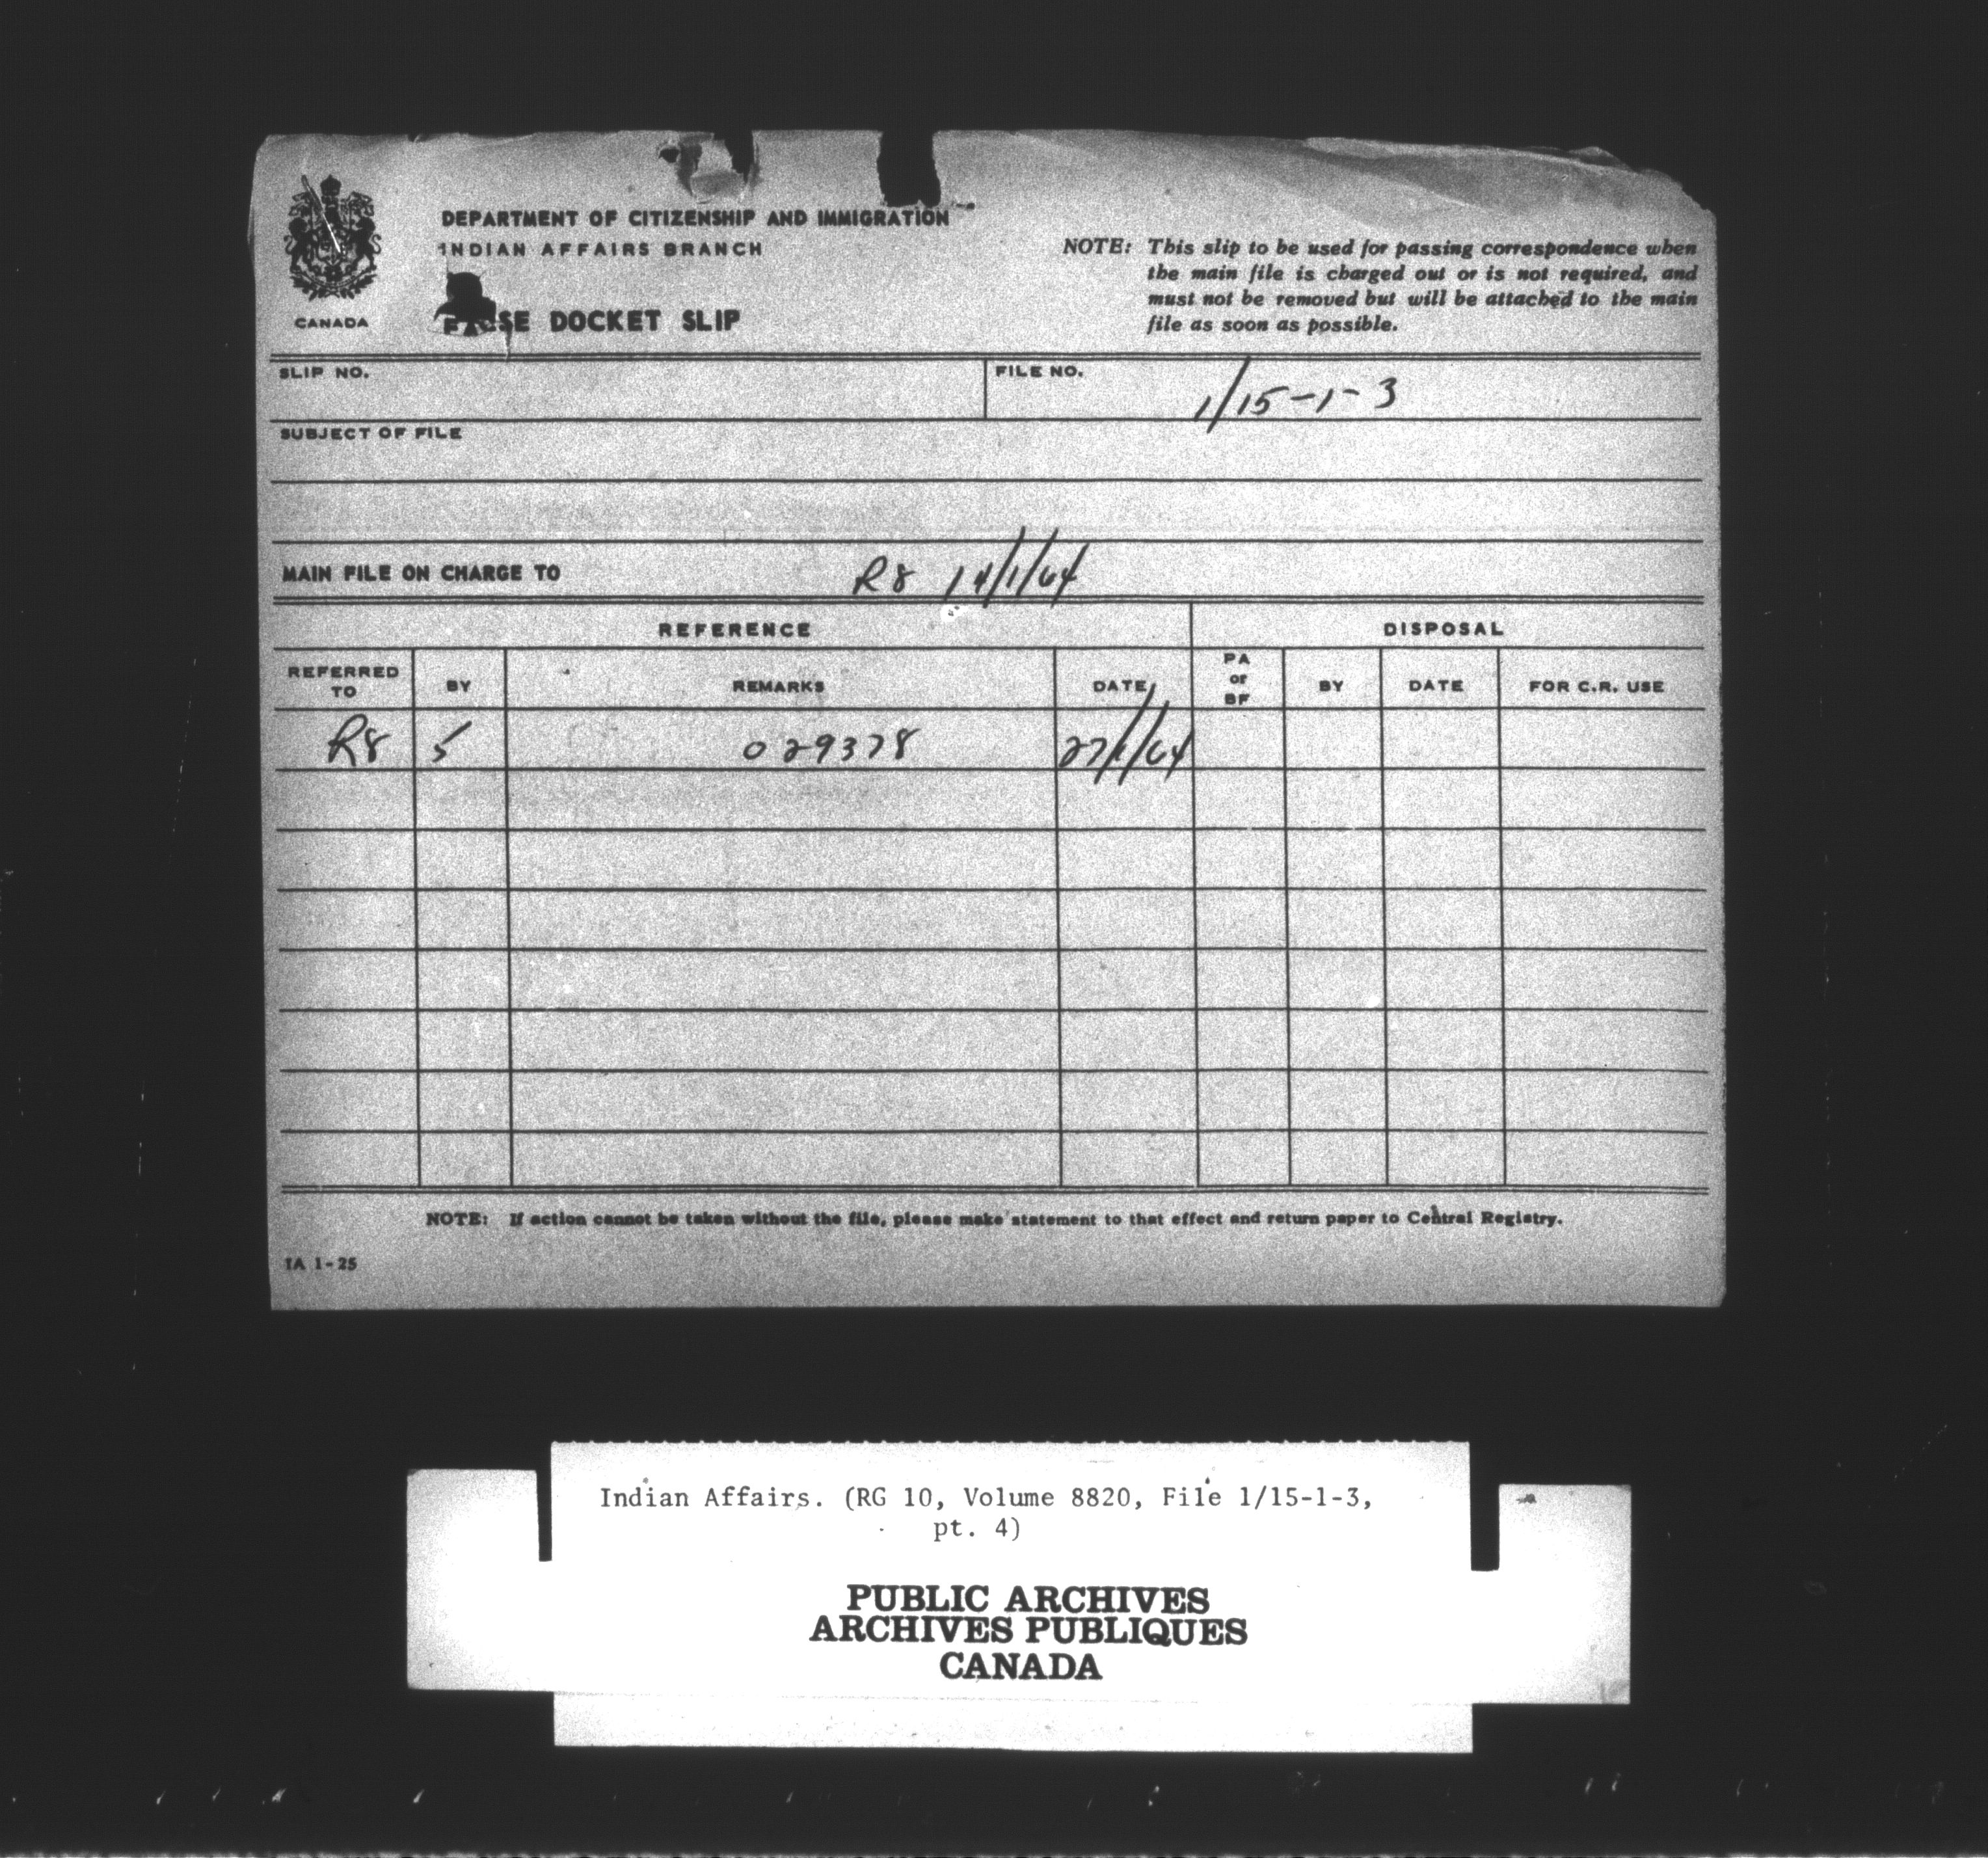 DEPARTMENT OF CITIZENSHIP AND IMMIGRATION
INDIAN AFFAIRS BRANCH
CANADA
FALSE DOCKET SLIP
NOTE: This slip to be used for passing correspondence when
the main file is charged out or is not required, and
must not be removed but will be attached to the main
file as soon as possible.
SLIP NO.
FILE NO. 1/15-1-3
SUBJECT OF FILE
MAIN FILE ON CHARGE TO R8 14/1/64
REFERENCE DISPOSAL
REFERRED TO BY REMARKS DATE PA or BF BY DATE FOR C.R. USE
R8 5 029378 27/1/64
NOTE: If action cannot be taken without the file, please make statement to that effect and return paper to Central Registry.
IA 1-25
Indian Affairs. (RG 10, Volume 8820, File 1/15-1-3,
pt. 4)
PUBLIC ARCHIVES
ARCHIVES PUBLIQUES
CANADA